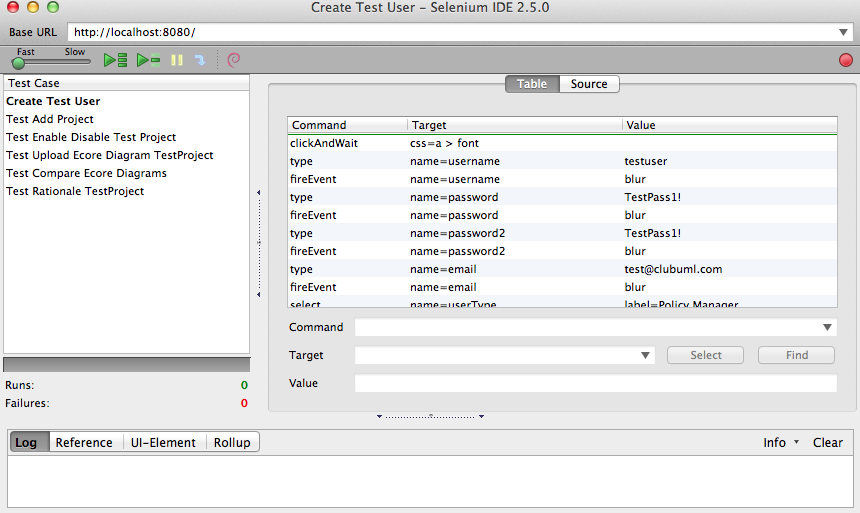 Create Test User - Selenium IDE 2.5.0
Base URL http://localhost:8080/
Fast Slow
Test Case
Create Test User
Test Add Project
Test Enable Disable Test Project
Test Upload Ecore Diagram TestProject
Test Compare Ecore Diagrams
Test Rationale TestProject
Runs: 0
Failures: 0
Table Source
Command Target Value
clickAndWait css=a > font
type name=username testuser
fireEvent name=username blur
type name=password TestPass1!
fireEvent name=password blur
type name=password2 TestPass1!
fireEvent name=password2 blur
type name=email test@clubuml.com
fireEvent name=email blur
select name=userType label=Policy Manager
Command
Target Select Find
Value
Log Reference UI-Element Rollup Info Clear